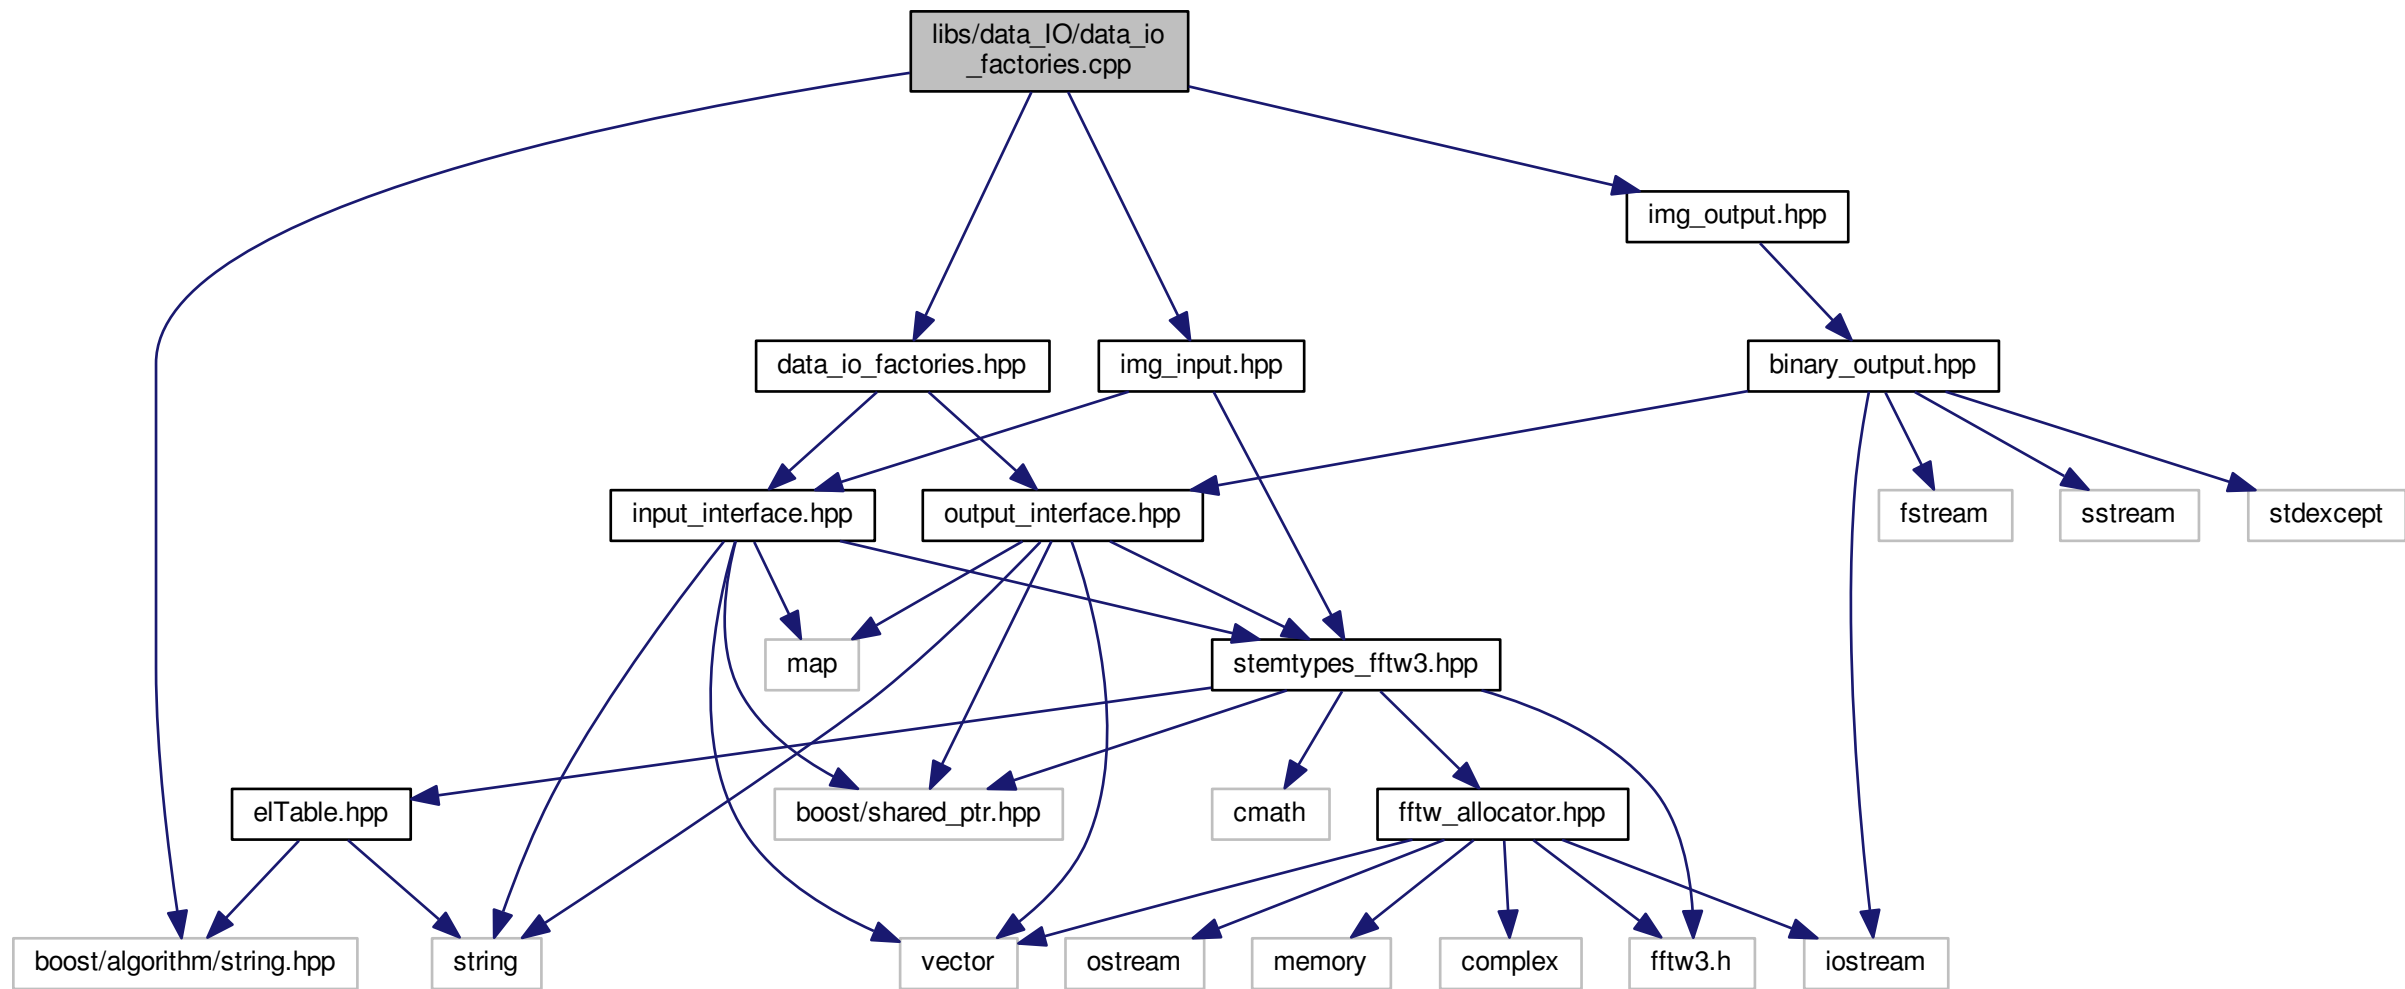 libs/data_IO/data_io
_factories.cpp
img_output.hpp
data_io_factories.hpp
img_input.hpp
binary_output.hpp
input_interface.hpp
output_interface.hpp
fstream
sstream
stdexcept
map
stemtypes_fftw3.hpp
elTable.hpp
boost/shared_ptr.hpp
cmath
fftw_allocator.hpp
boost/algorithm/string.hpp
string
vector
ostream
memory
complex
fftw3.h
iostream